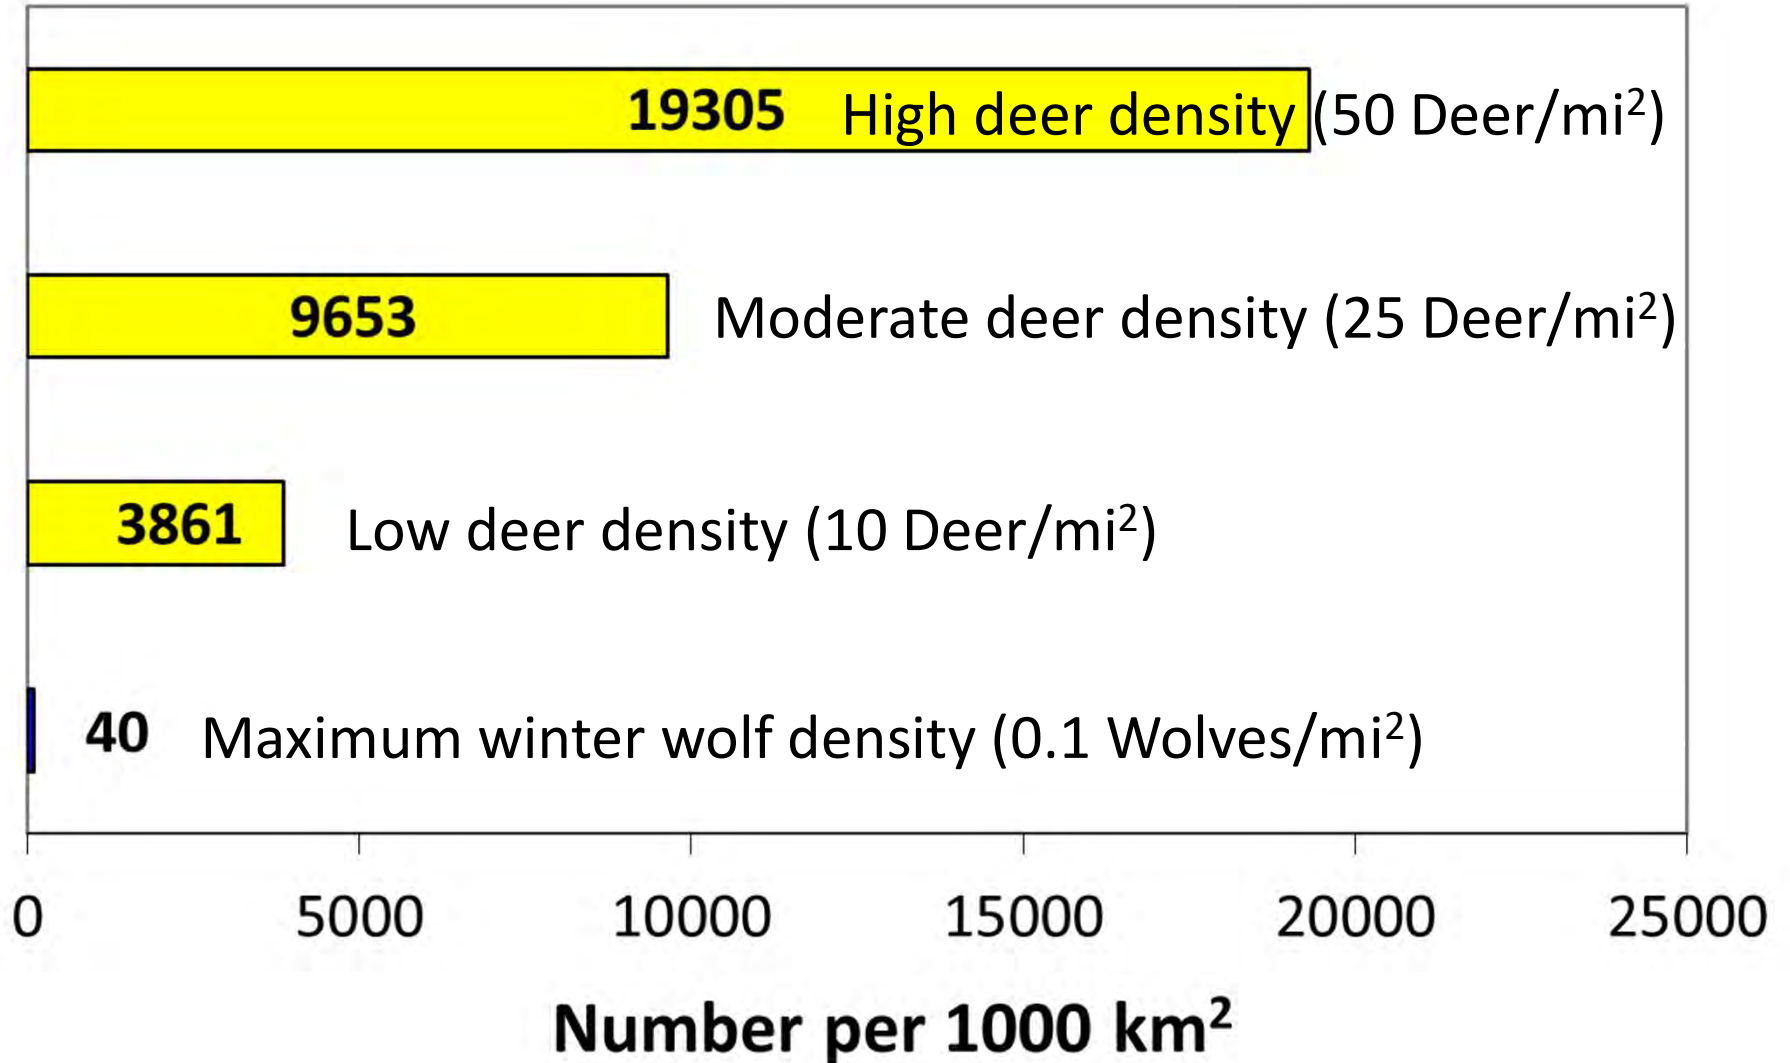 19305 High deer density (50 Deer/mi²)
9653 Moderate deer density (25 Deer/mi²)
3861 Low deer density (10 Deer/mi²)
40 Maximum winter wolf density (0.1 Wolves/mi²)
0 5000 10000 15000 20000 25000
Number per 1000 km²